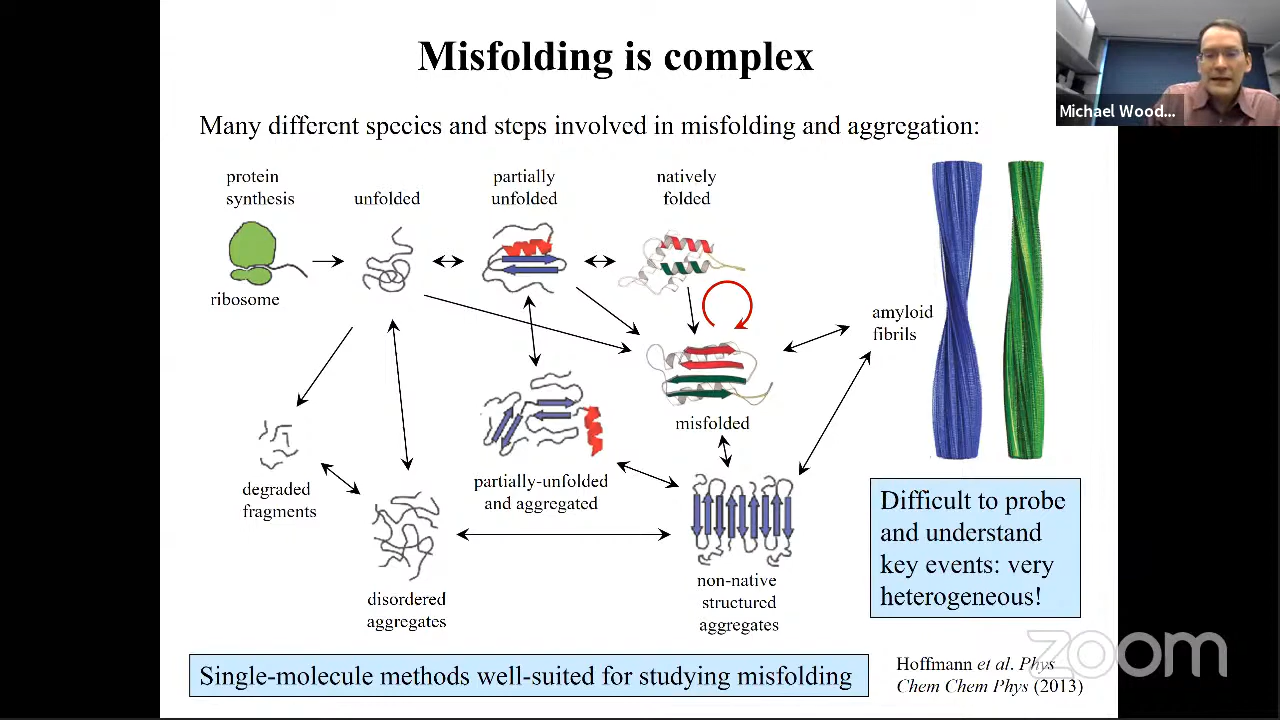 Misfolding is complex
Michael Wood...
Many different species and steps involved in misfolding and aggregation:
protein
synthesis
unfolded
partially
unfolded
natively
folded
ribosome
amyloid
fibrils
misfolded
degraded
fragments
partially-unfolded
and aggregated
disordered
aggregates
non-native
structured
aggregates
Difficult to probe
and understand
key events: very
heterogeneous!
zoom
Single-molecule methods well-suited for studying misfolding
Hoffmann et al. Phys
Chem Chem Phys (2013)